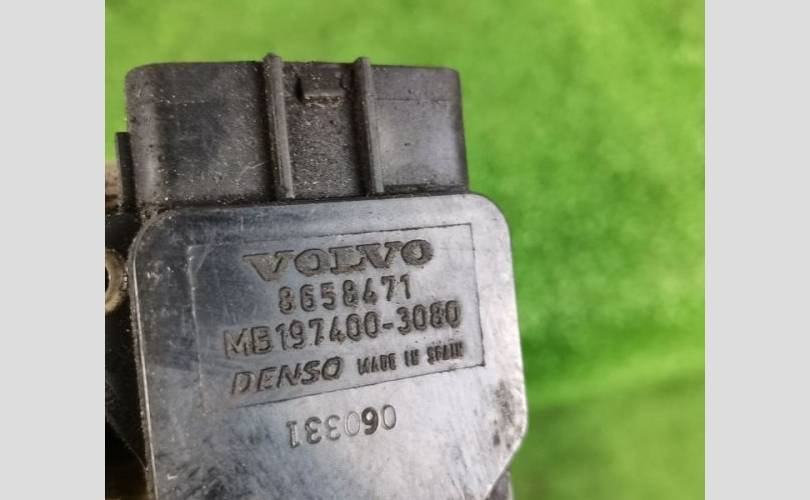 VOLVO
8658471
MB197400-3080
DENSO MADE IN SPAIN
060331